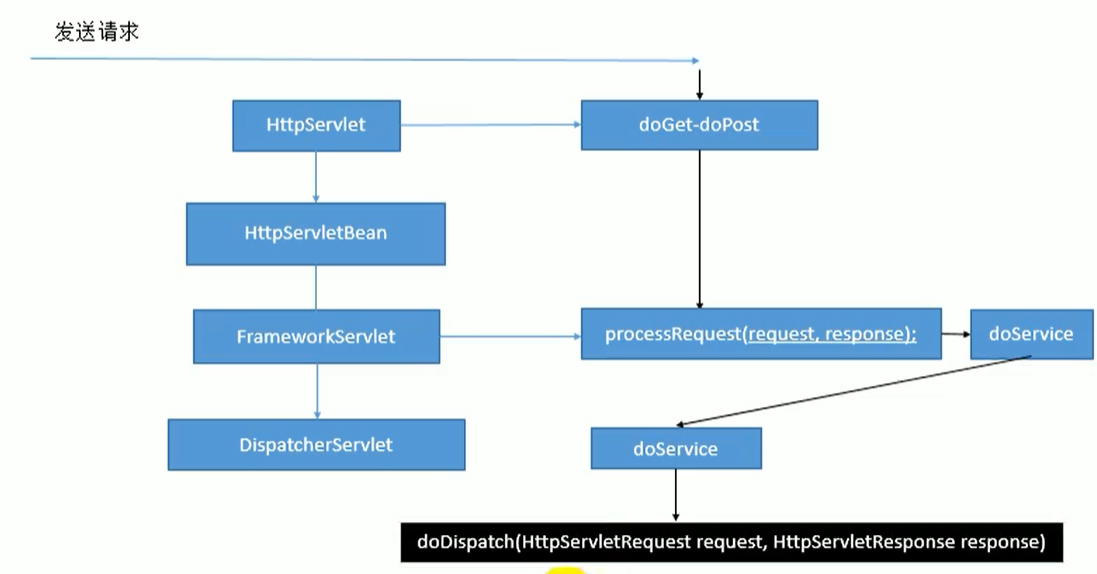 发送请求
HttpServlet
doGet-doPost
HttpServletBean
FrameworkServlet
processRequest(request, response);
doService
DispatcherServlet
doService
doDispatch(HttpServletRequest request, HttpServletResponse response)